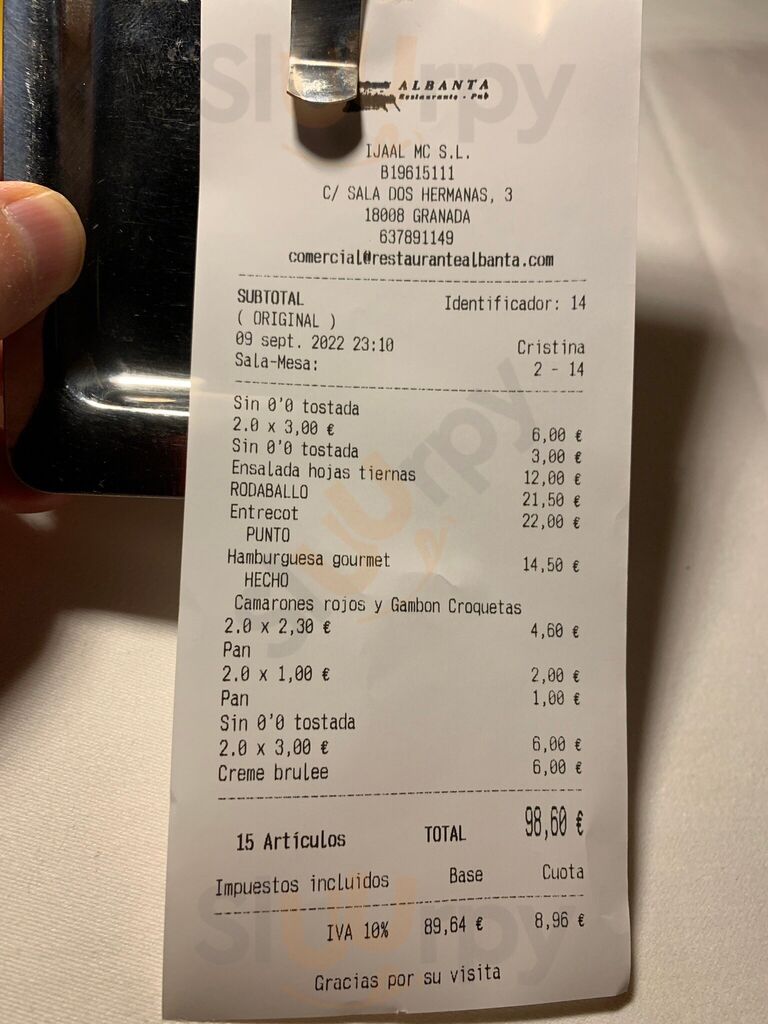 ALBANTA
Restaurante - Pub
IJAAL MC S.L.
B19615111
C/ SALA DOS HERMANAS, 3
18008 GRANADA
637891149
comercial@restaurantealbanta.com
SUBTOTAL Identificador: 14
( ORIGINAL )
09 sept. 2022 23:10 Cristina
Sala-Mesa: 2 - 14
Sin 0'0 tostada
2.0 x 3,00 € 6,00 €
Sin 0'0 tostada 3,00 €
Ensalada hojas tiernas 12,00 €
RODABALLO 21,50 €
Entrecot 22,00 €
PUNTO
Hamburguesa gourmet 14,50 €
HECHO
Camarones rojos y Gambon Croquetas
2.0 x 2,30 € 4,60 €
Pan
2.0 x 1,00 € 2,00 €
Pan 1,00 €
Sin 0'0 tostada
2.0 x 3,00 € 6,00 €
Creme brulee 6,00 €
15 Artículos TOTAL 98,60 €
Impuestos incluidos Base Cuota
IVA 10% 89,64 € 8,96 €
Gracias por su visita
Slurpy
Slurpy
Slurpy